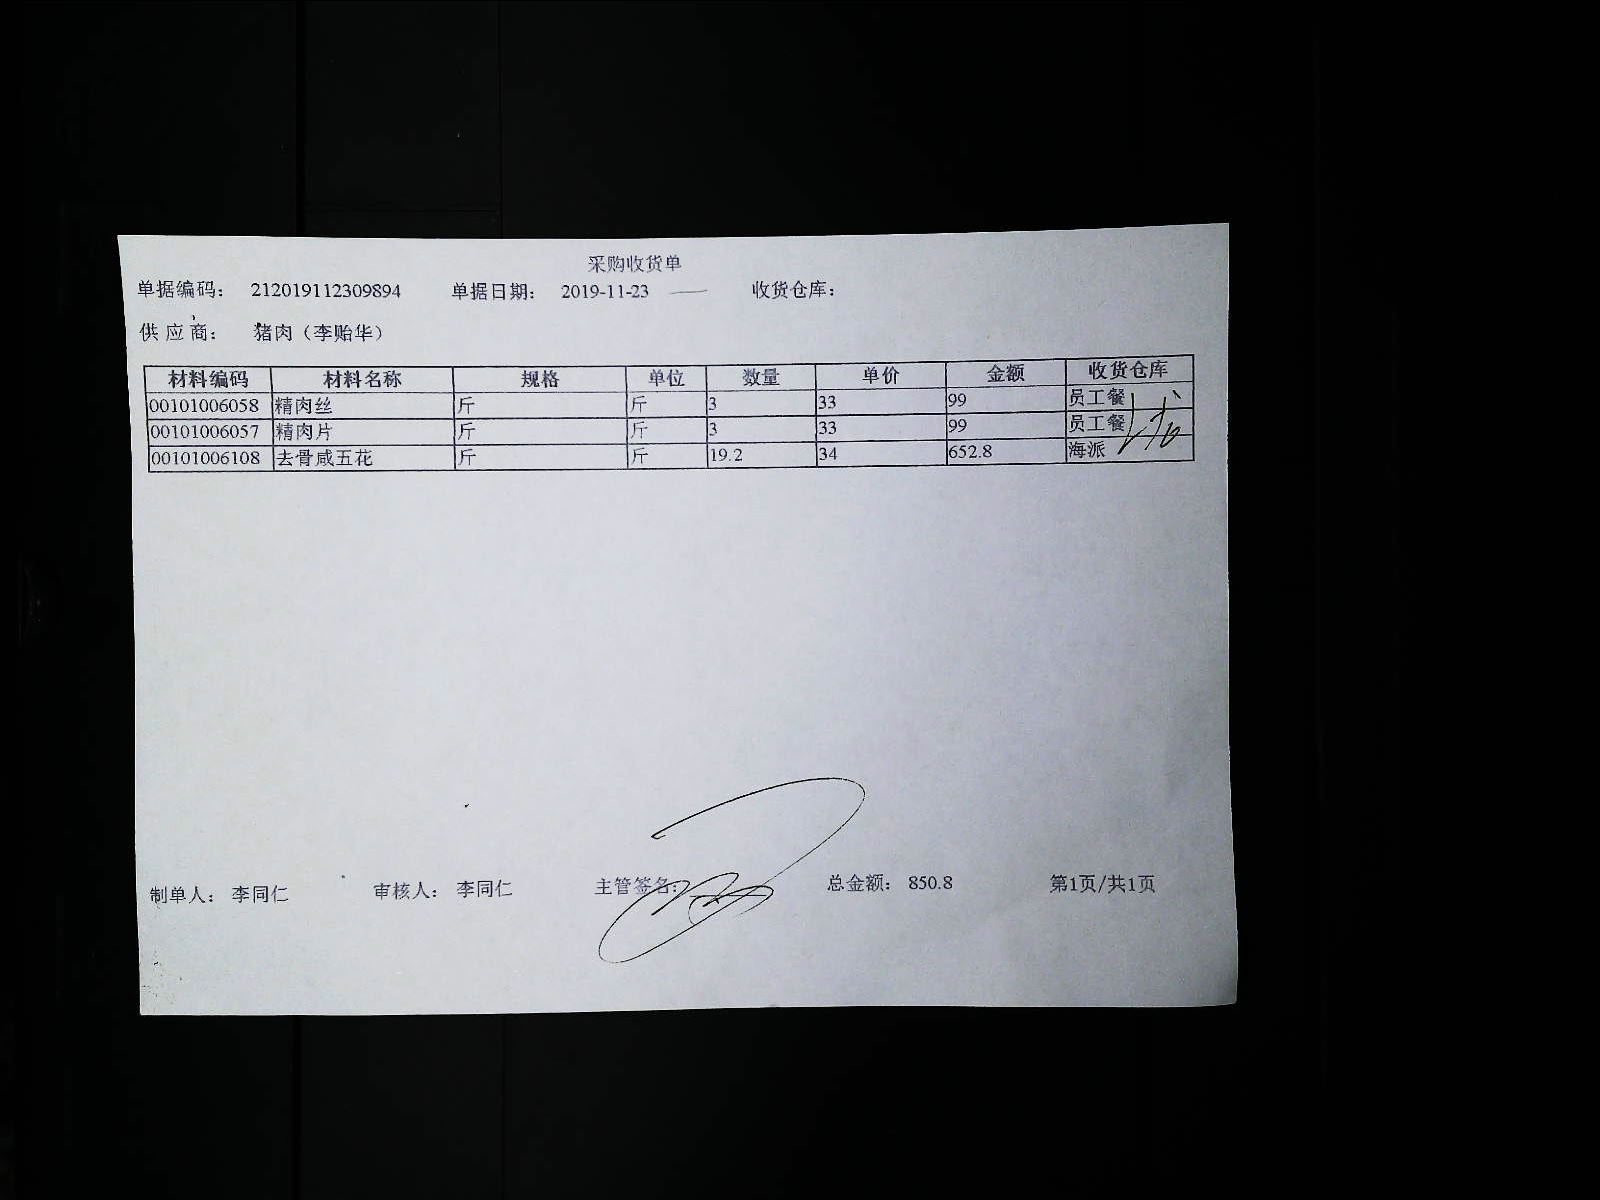 采购收货单
单据编码： 212019112309894 单据日期： 2019-11-23 收货仓库：
供应商： 猪肉（李贻华）
材料编码 材料名称 规格 单位 数量 单价 金额 收货仓库
00101006058 精肉丝 斤 斤 3 33 99 员工餐
00101006057 精肉片 斤 斤 3 33 99 员工餐
00101006108 去骨咸五花 斤 斤 19.2 34 652.8 海派
制单人： 李同仁 审核人： 李同仁 主管签名： 总金额： 850.8 第1页/共1页